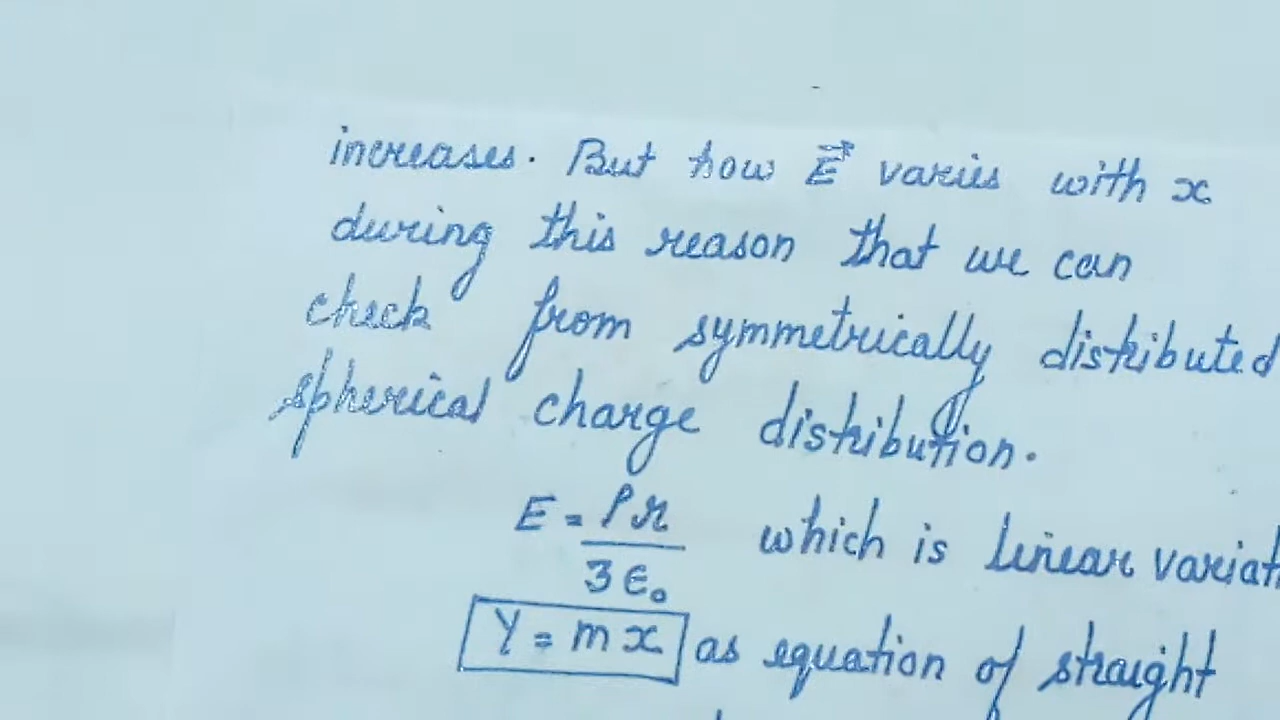 increases. But how E⃗ varies with x
during this reason that we can
check from symmetrically distributed
spherical charge distribution.
E = ρr / 3ε₀ which is linear variat
Y = mx as equation of straight